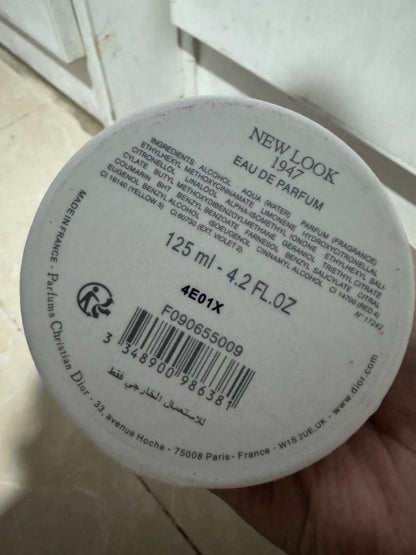 NEW LOOK
1947
EAU DE PARFUM
INGREDIENTS ALCOHOL AQUA (WATER) PARFUM (FRAGRANCE)
ETHYLHEXYL METHOXYCINNAMATE LIMONENE HYDROXYCITRONELLAL
CITRONELLOL LINALOOL ALPHA-ISOMETHYL IONONE ETHYLHEXYL SALI-
CYLATE BUTYL METHOXYDIBENZOYLMETHANE GERANIOL TRIETHYL CITRATE
COUMARIN BHT BENZYL BENZOATE FARNESOL BENZYL SALICYLATE CITRAL
EUGENOL BENZYL ALCOHOL ISOEUGENOL CINNAMYL ALCOHOL CI 14700 (RED 4)
CI 19140 (YELLOW 5) CI 60730 (EXT. VIOLET 2) N° 17242
125 ml - 4.2 FL.OZ
4E01X
F090655009
3 348900 986381
للاستعمال الخارجي فقط
MADE IN FRANCE - Parfums Christian Dior - 33, avenue Hoche - 75008 Paris - France - W1S 2UE.UK - www.dior.com